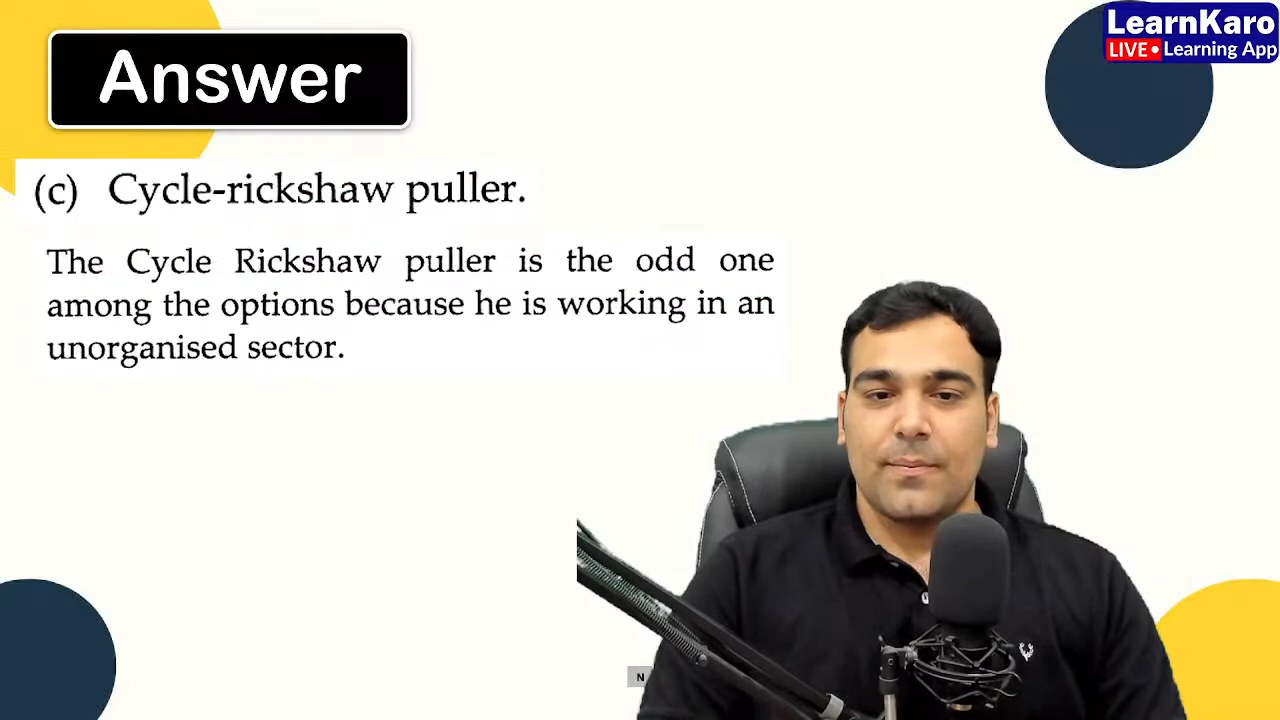 LearnKaro
LIVE • Learning App
Answer
(c) Cycle-rickshaw puller.
The Cycle Rickshaw puller is the odd one
among the options because he is working in an
unorganised sector.
N